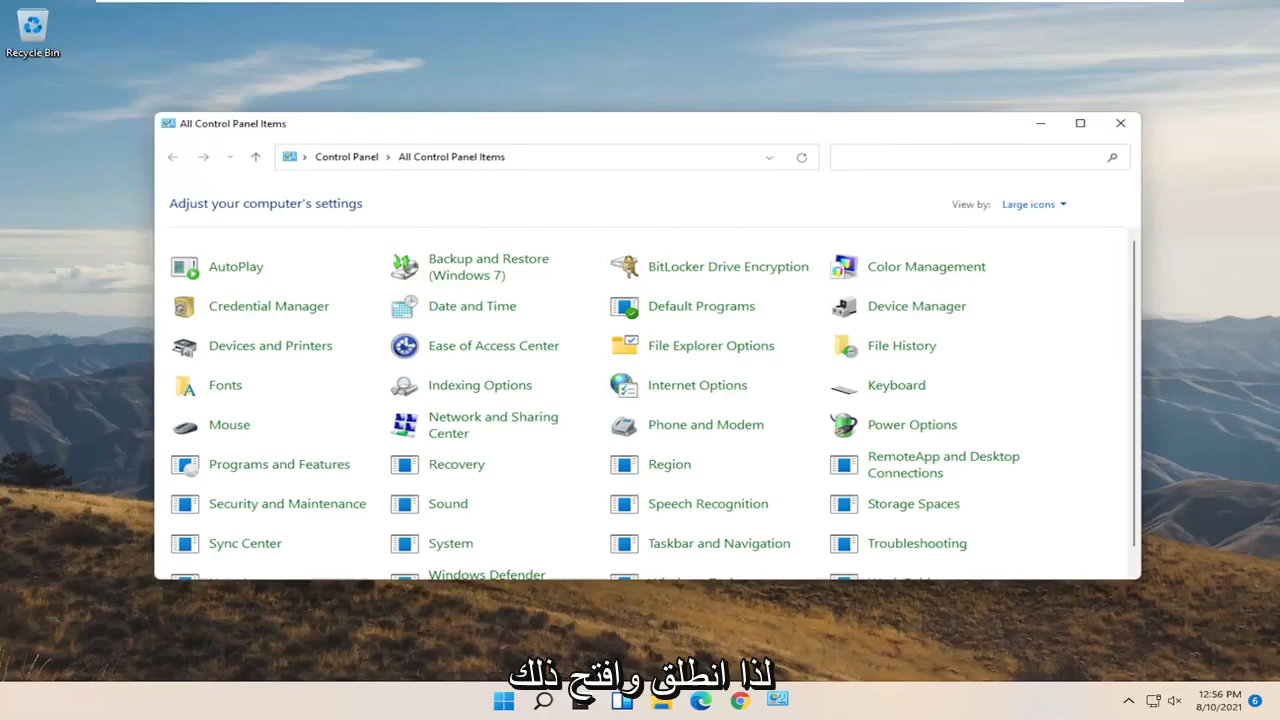 Recycle Bin
All Control Panel Items
Control Panel
All Control Panel Items
Adjust your computer's settings
View by: Large icons
AutoPlay
Backup and Restore
(Windows 7)
BitLocker Drive Encryption
Color Management
Credential Manager
Date and Time
Default Programs
Device Manager
Devices and Printers
Ease of Access Center
File Explorer Options
File History
Fonts
Indexing Options
Internet Options
Keyboard
Mouse
Network and Sharing
Center
Phone and Modem
Power Options
Programs and Features
Recovery
Region
RemoteApp and Desktop
Connections
Security and Maintenance
Sound
Speech Recognition
Storage Spaces
Sync Center
System
Taskbar and Navigation
Troubleshooting
Windows Defender
لذا انطلق وافتح ذلك
12:56 PM
8/10/2021
6